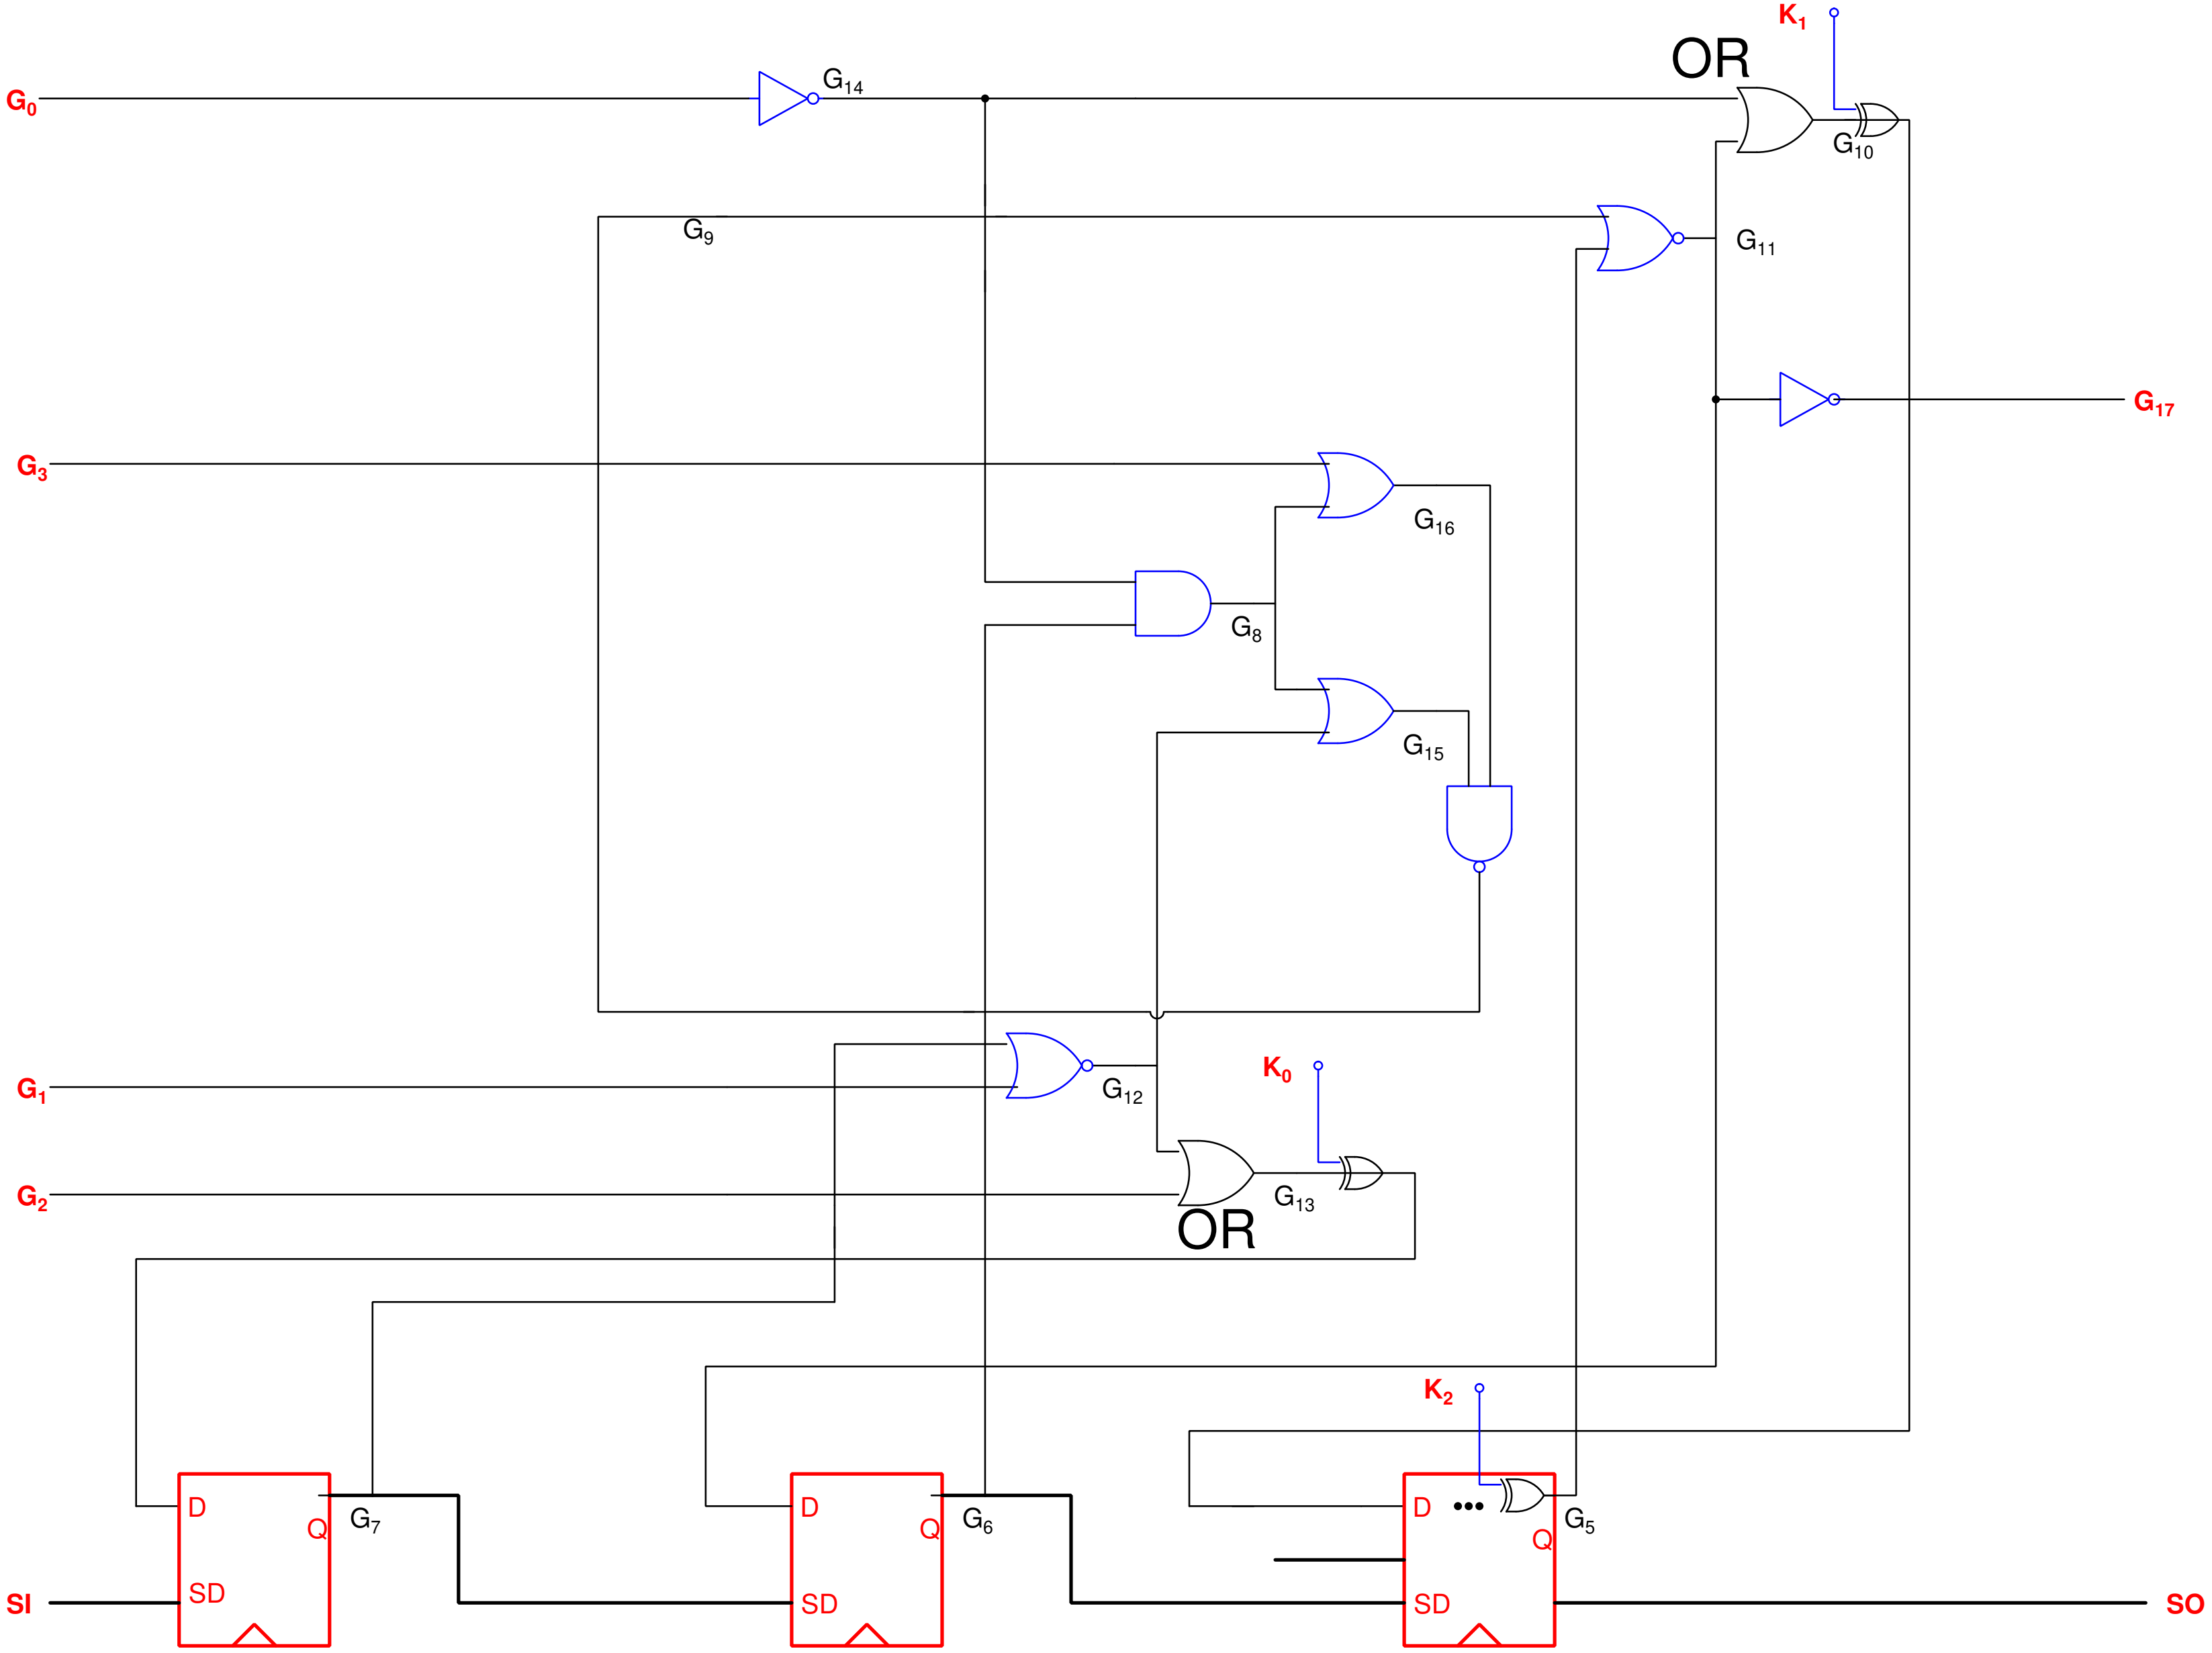 K₁
OR
G₀
G₁₄
G₁₀
G₉
G₁₁
G₁₇
G₃
G₁₆
G₈
G₁₅
G₁
G₁₂
K₀
G₂
G₁₃
OR
K₂
D
Q
G₇
D
Q
G₆
D
Q
G₅
SI
SD
SD
SD
SO